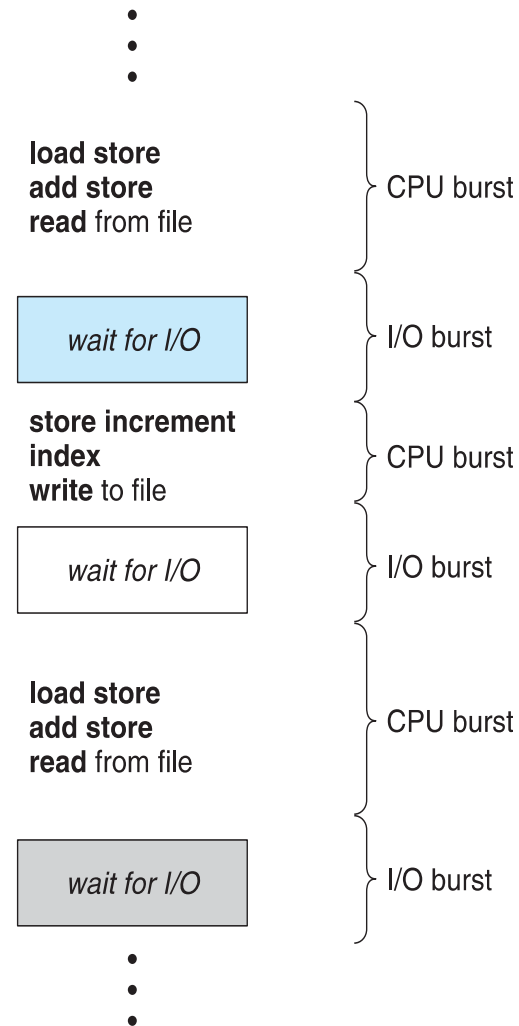 load store
add store
read from file
CPU burst
wait for I/O
I/O burst
store increment
index
write to file
CPU burst
wait for I/O
I/O burst
load store
add store
read from file
CPU burst
wait for I/O
I/O burst